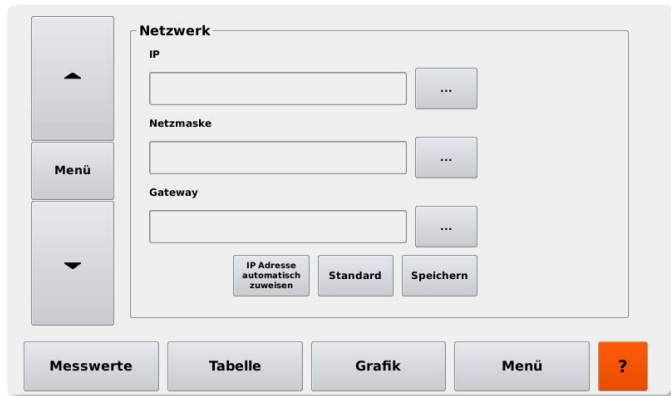 Netzwerk
IP
...
Netzmaske
...
Menü
Gateway
...
IP Adresse
automatisch
zuweisen
Standard
Speichern
Messwerte
Tabelle
Grafik
Menü
?